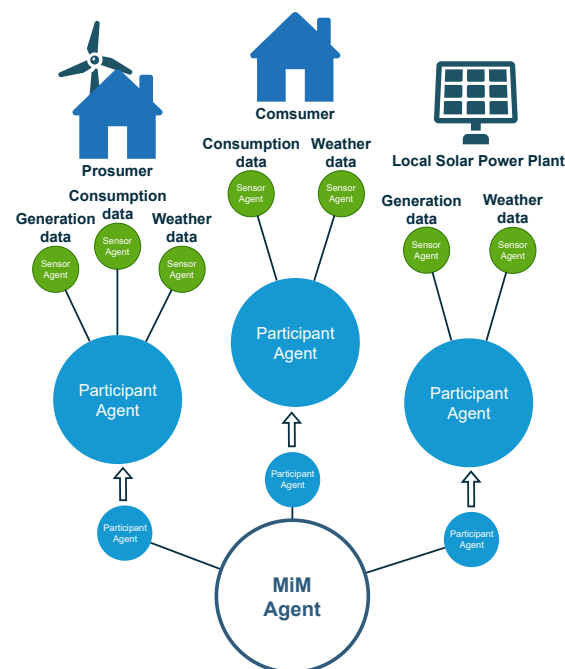 Comsumer
Prosumer
Local Solar Power Plant
Generation
data
Sensor
Agent
Consumption
data
Sensor
Agent
Weather
data
Sensor
Agent
Participant
Agent
Participant
Agent
Consumption
data
Sensor
Agent
Weather
data
Sensor
Agent
Participant
Agent
Participant
Agent
Generation
data
Sensor
Agent
Weather
data
Sensor
Agent
Participant
Agent
Participant
Agent
MiM
Agent